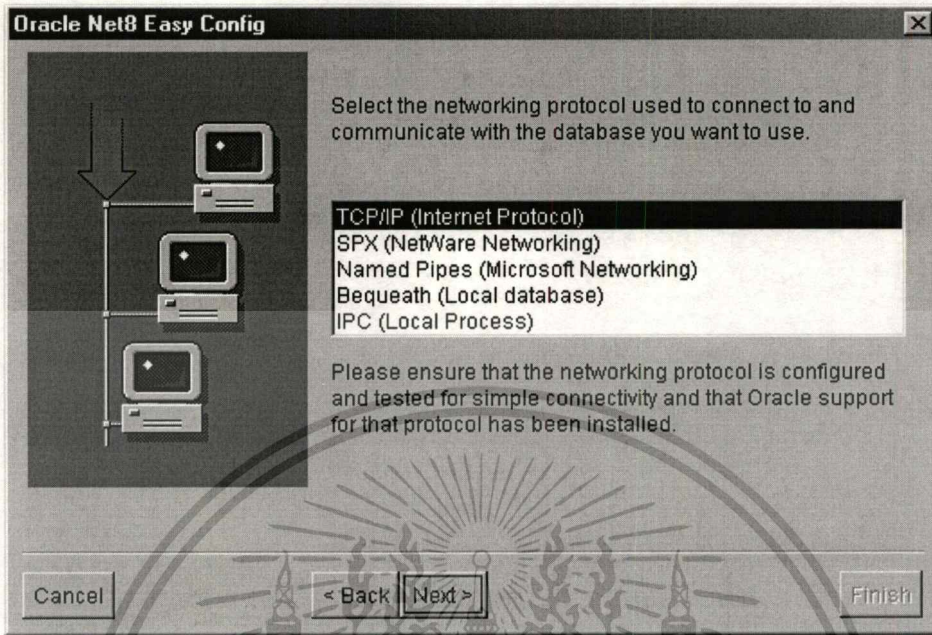 Oracle Net8 Easy Config
Select the networking protocol used to connect to and
communicate with the database you want to use.
TCP/IP (Internet Protocol)
SPX (NetWare Networking)
Named Pipes (Microsoft Networking)
Bequeath (Local database)
IPC (Local Process)
Please ensure that the networking protocol is configured
and tested for simple connectivity and that Oracle support
for that protocol has been installed.
Cancel
< Back
Next >
Finish